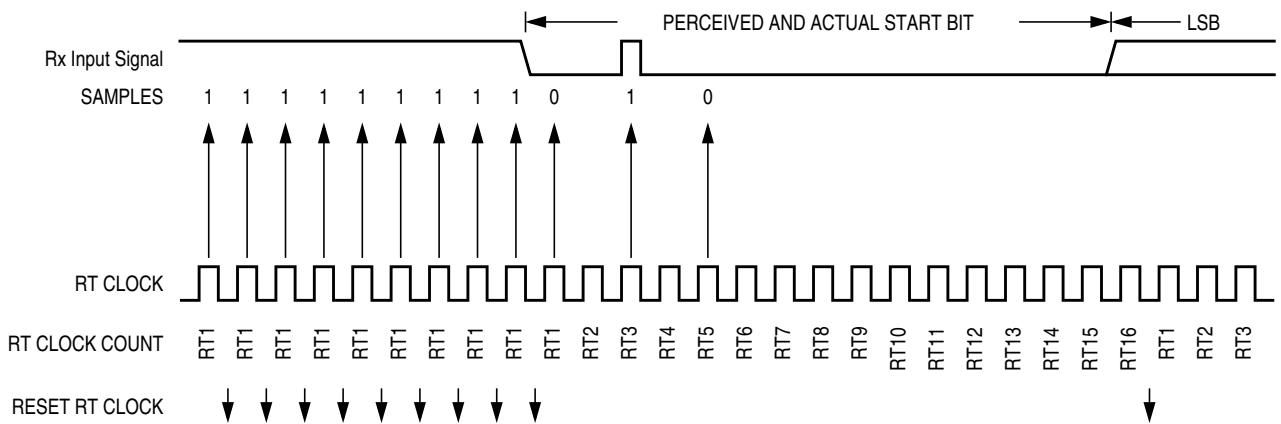 PERCEIVED AND ACTUAL START BIT LSB
Rx Input Signal
SAMPLES 1 1 1 1 1 1 1 1 1 0 1 0
RT CLOCK
RT CLOCK COUNT RT1 RT1 RT1 RT1 RT1 RT1 RT1 RT1 RT1 RT1 RT2 RT3 RT4 RT5 RT6 RT7 RT8 RT9 RT10 RT11 RT12 RT13 RT14 RT15 RT16 RT1 RT2 RT3
RESET RT CLOCK